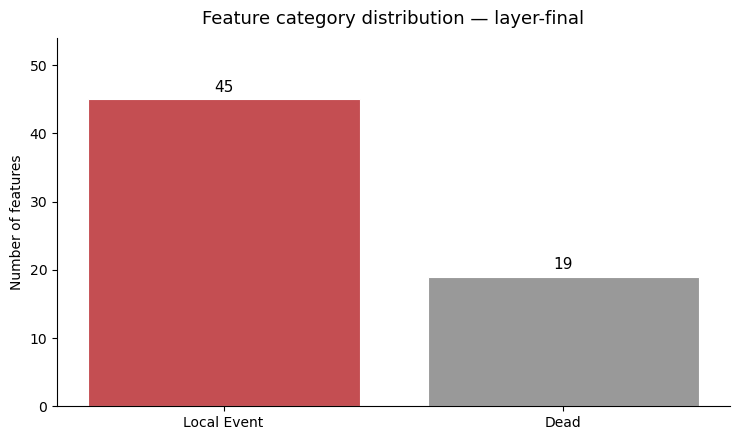 Feature category distribution — layer-final
Number of features
50
40
30
20
10
0
45
19
Local Event
Dead